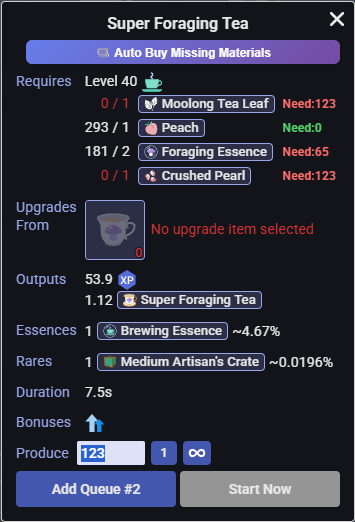 Super Foraging Tea
Auto Buy Missing Materials
Requires Level 40
0 / 1 Moolong Tea Leaf Need:123
293 / 1 Peach Need:0
181 / 2 Foraging Essence Need:65
0 / 1 Crushed Pearl Need:123
Upgrades From
0
No upgrade item selected
Outputs 53.9 XP
1.12 Super Foraging Tea
Essences 1 Brewing Essence ~4.67%
Rares 1 Medium Artisan's Crate ~0.0196%
Duration 7.5s
Bonuses
Produce 123 1 ∞
Add Queue #2 Start Now